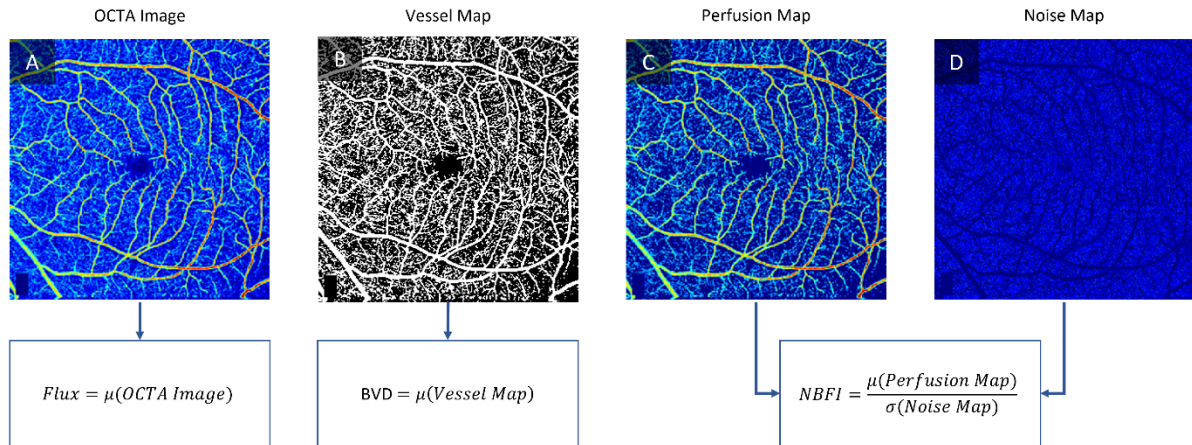 OCTA Image
Vessel Map
Perfusion Map
Noise Map
A
B
C
D
Flux = μ(OCTA Image)
BVD = μ(Vessel Map)
NBFI = μ(Perfusion Map)
σ(Noise Map)